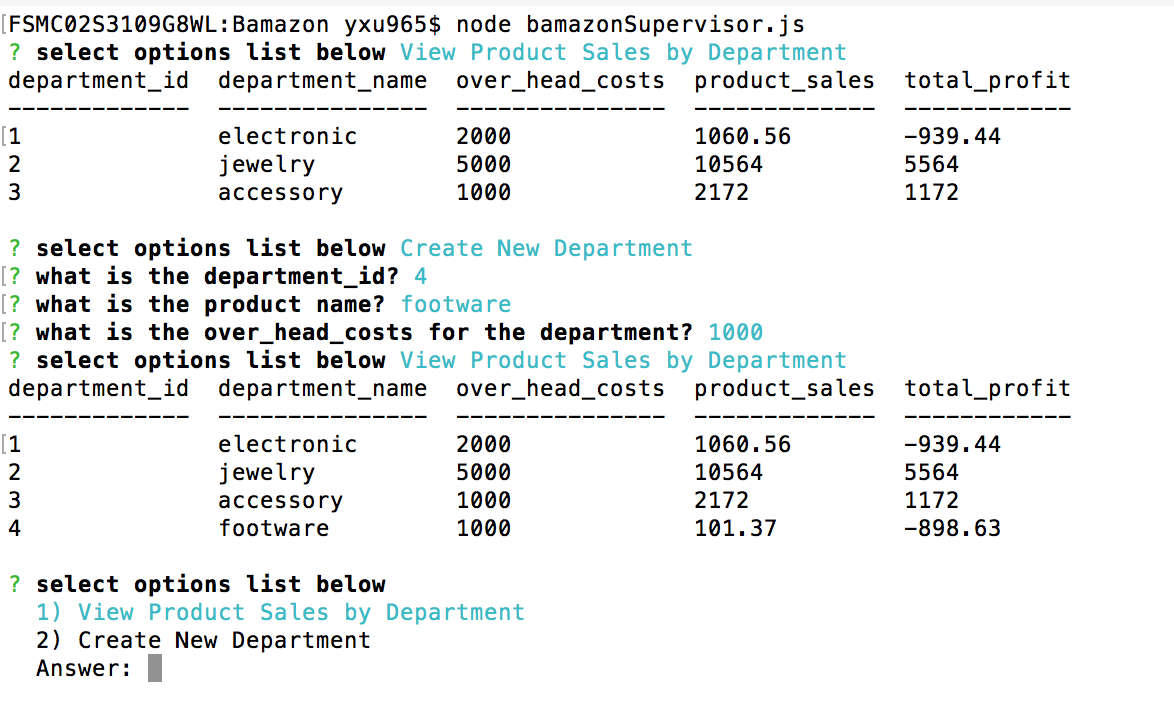 [FSMC02S3109G8WL:Bamazon yxu965$ node bamazonSupervisor.js
? select options list below View Product Sales by Department
department_id  department_name  over_head_costs  product_sales  total_profit
-------------  ---------------  ---------------  -------------  ------------
[1              electronic       2000             1060.56        -939.44
2              jewelry          5000             10564          5564
3              accessory        1000             2172           1172
? select options list below Create New Department
[? what is the department_id? 4
[? what is the product name? footware
[? what is the over_head_costs for the department? 1000
? select options list below View Product Sales by Department
department_id  department_name  over_head_costs  product_sales  total_profit
-------------  ---------------  ---------------  -------------  ------------
[1              electronic       2000             1060.56        -939.44
2              jewelry          5000             10564          5564
3              accessory        1000             2172           1172
4              footware         1000             101.37         -898.63
? select options list below
  1) View Product Sales by Department
  2) Create New Department
  Answer: